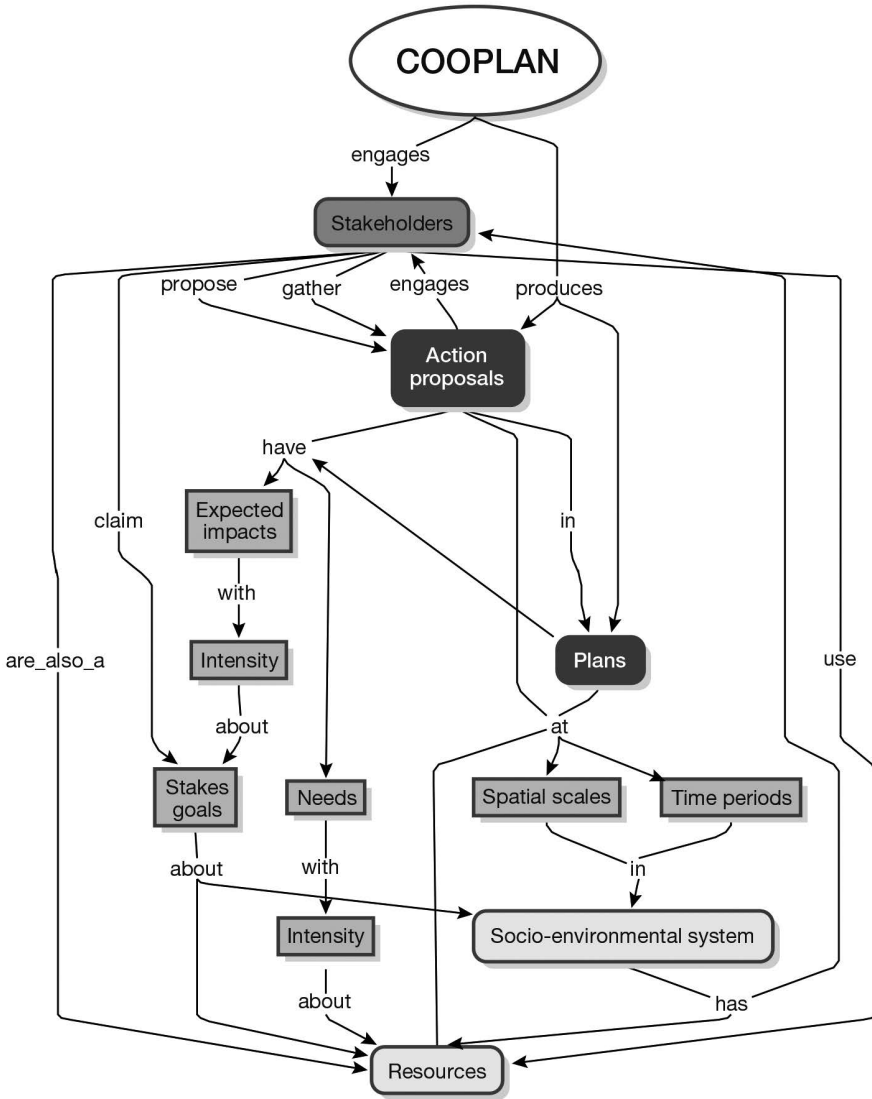 COOPLAN
engages
Stakeholders
propose
gather
engages
produces
Action
proposals
have
Expected
impacts
claim
in
with
are_also_a
Intensity
Plans
use
about
at
Stakes
goals
Needs
Spatial scales
Time periods
about
with
in
Intensity
Socio-environmental system
about
has
Resources